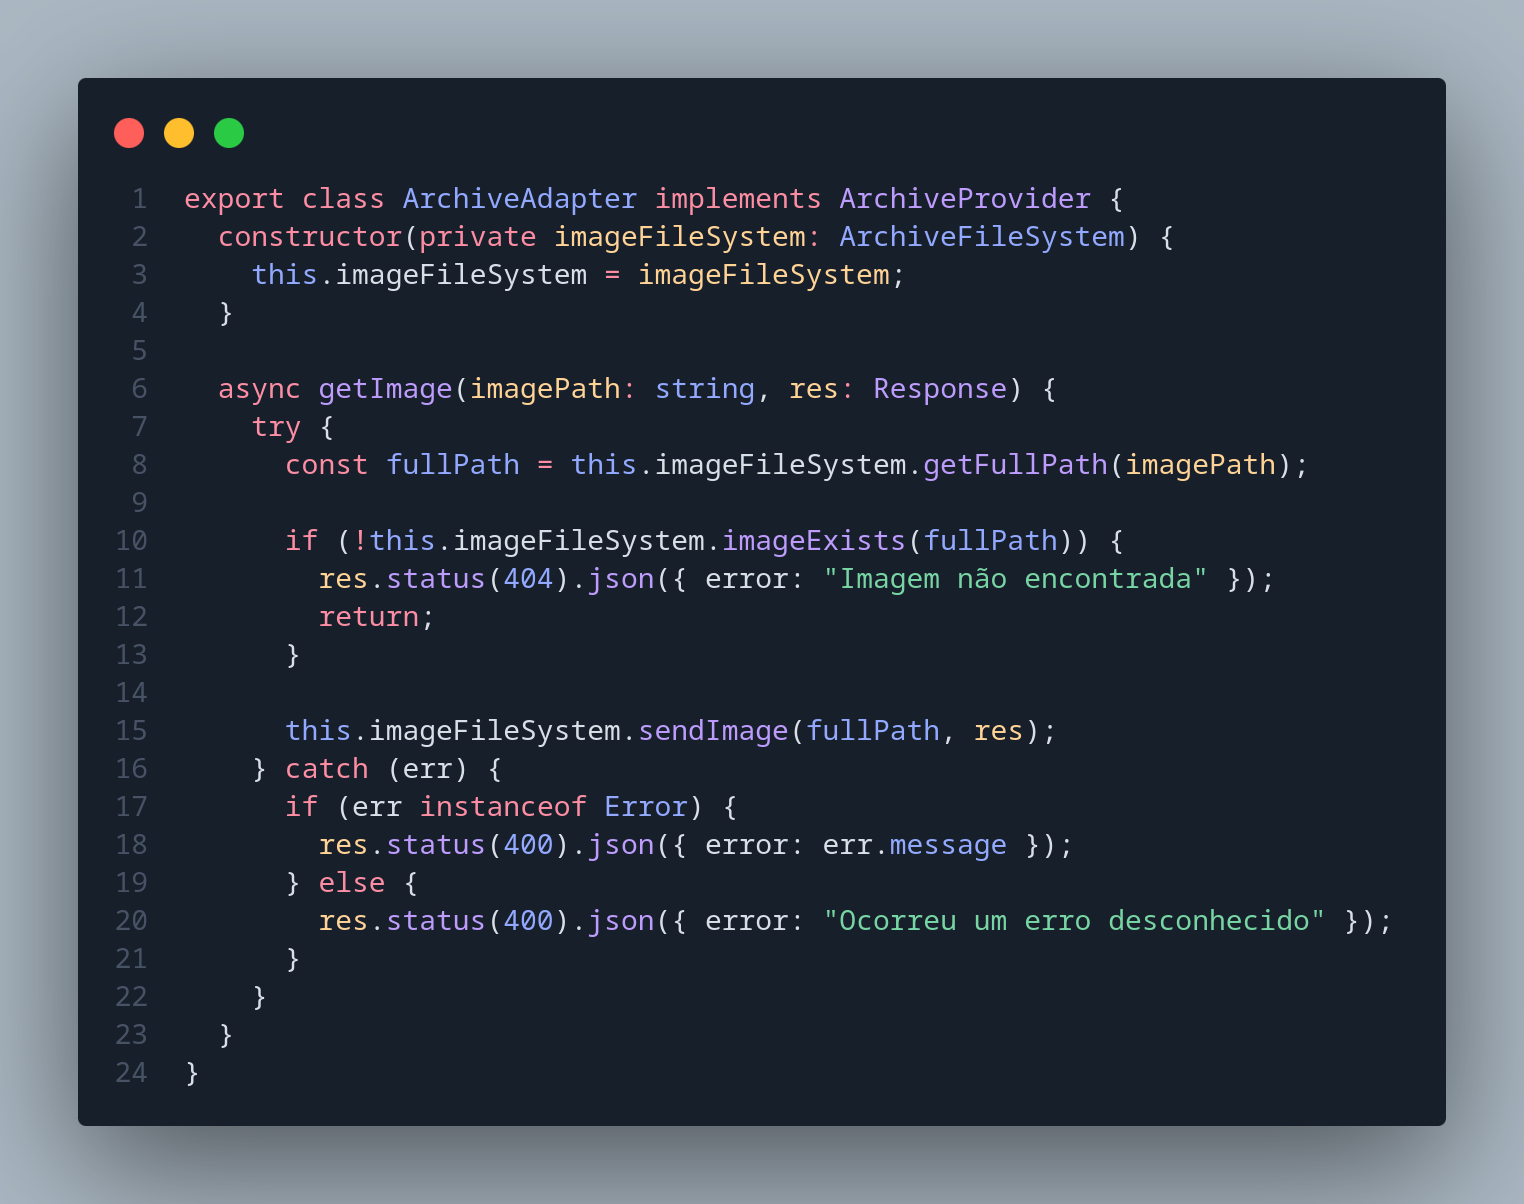 1 export class ArchiveAdapter implements ArchiveProvider {
2   constructor(private imageFileSystem: ArchiveFileSystem) {
3     this.imageFileSystem = imageFileSystem;
4   }
5
6   async getImage(imagePath: string, res: Response) {
7     try {
8       const fullPath = this.imageFileSystem.getFullPath(imagePath);
9
10       if (!this.imageFileSystem.imageExists(fullPath)) {
11         res.status(404).json({ error: "Imagem não encontrada" });
12         return;
13       }
14
15       this.imageFileSystem.sendImage(fullPath, res);
16     } catch (err) {
17       if (err instanceof Error) {
18         res.status(400).json({ error: err.message });
19       } else {
20         res.status(400).json({ error: "Ocorreu um erro desconhecido" });
21       }
22     }
23   }
24 }